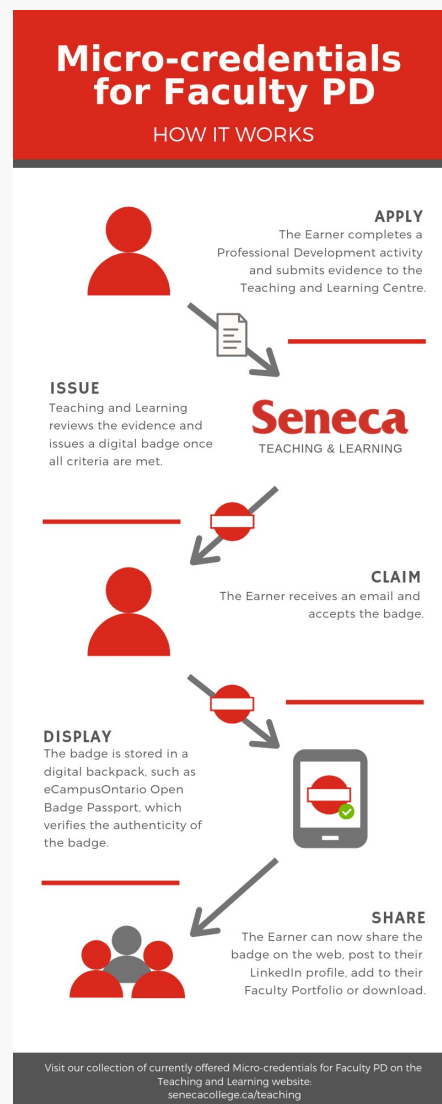 Micro-credentials
for Faculty PD
HOW IT WORKS
APPLY
The Earner completes a
Professional Development activity
and submits evidence to the
Teaching and Learning Centre.
ISSUE
Teaching and Learning
reviews the evidence and
issues a digital badge once
all criteria are met.
Seneca
TEACHING & LEARNING
CLAIM
The Earner receives an email and
accepts the badge.
DISPLAY
The badge is stored in a
digital backpack, such as
eCampusOntario Open
Badge Passport, which
verifies the authenticity of
the badge.
SHARE
The Earner can now share the
badge on the web, post to their
LinkedIn profile, add to their
Faculty Portfolio or download.
Visit our collection of currently offered Micro-credentials for Faculty PD on the
Teaching and Learning website:
senecacollege.ca/teaching